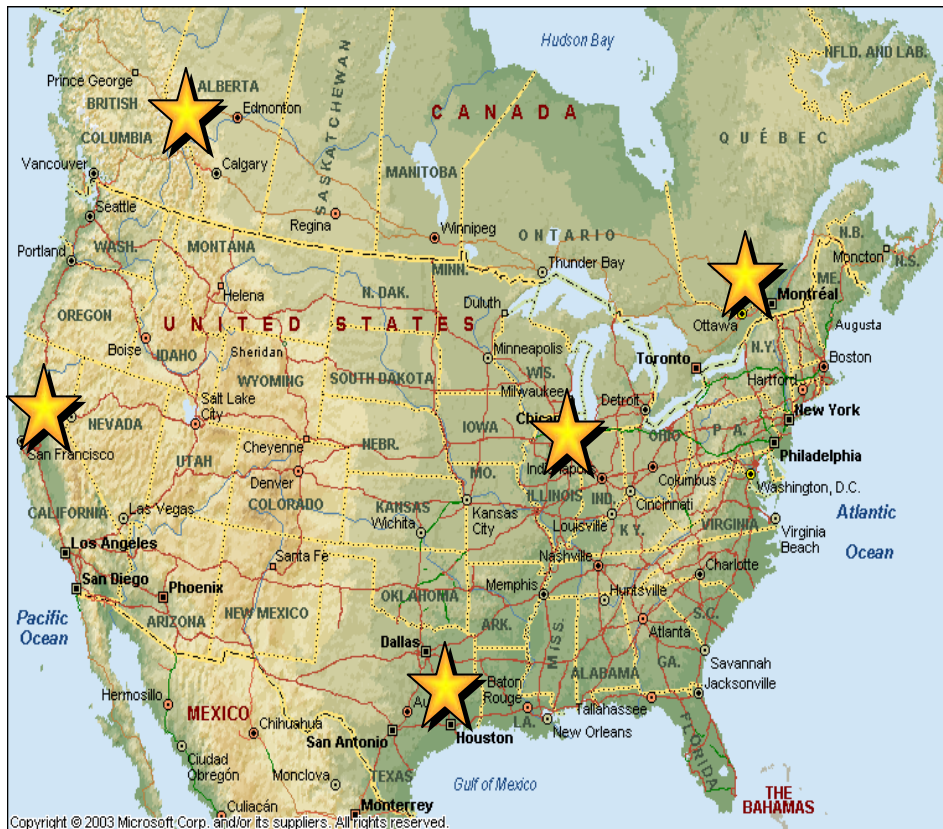 Hudson Bay
NFLD. AND LAB.
Prince George
ALBERTA
BRITISH
Edmonton
SASKATCHEWAN
CANADA
COLUMBIA
QUÉBEC
Vancouver
Calgary
MANITOBA
Seattle
Regina
Winnipeg
ONTARIO
N.B.
Portland
WASH.
MONTANA
Moncton
N.S.
MINN.
Thunder Bay
ME.
Helena
N. DAK.
Duluth
Montréal
OREGON
UNITED STATES
Ottawa
Augusta
Boise
IDAHO
Sheridan
Minneapolis
Toronto
N.Y.
Boston
WYOMING
SOUTH DAKOTA
WIS.
Milwaukee
Hartford
Salt Lake
City
Detroit
NEVADA
IOWA
Chica
New York
San Francisco
Cheyenne
NEBR.
OHIO
P A.
UTAH
Philadelphia
Denver
MO.
Indianapolis
Columbus
Washington, D.C.
COLORADO
KANSAS
ILLINOIS
IND.
Cincinnati
CALIFORNIA
Las Vegas
Wichita
Kansas
City
Louisville
K Y.
VIRGINIA
Atlantic
Ocean
Virginia
Beach
Los Angeles
Santa Fe
Nashville
Charlotte
San Diego
Phoenix
OKLAHOMA
Memphis
Huntsville
Pacific
Ocean
ARIZONA
NEW MEXICO
ARK.
MISS.
S.C.
Atlanta
Dallas
ALABAMA
GA.
Savannah
Hermosillo
Au
Baton
Rouge
Jacksonville
MEXICO
Chihuahua
LA.
Tallahassee
New Orleans
San Antonio
Houston
Ciudad
Obregón
Monclova
TEXAS
Gulf of Mexico
FLORIDA
THE
BAHAMAS
Culiacán
Monterrey
Copyright © 2003 Microsoft Corp. and/or its suppliers. All rights reserved.